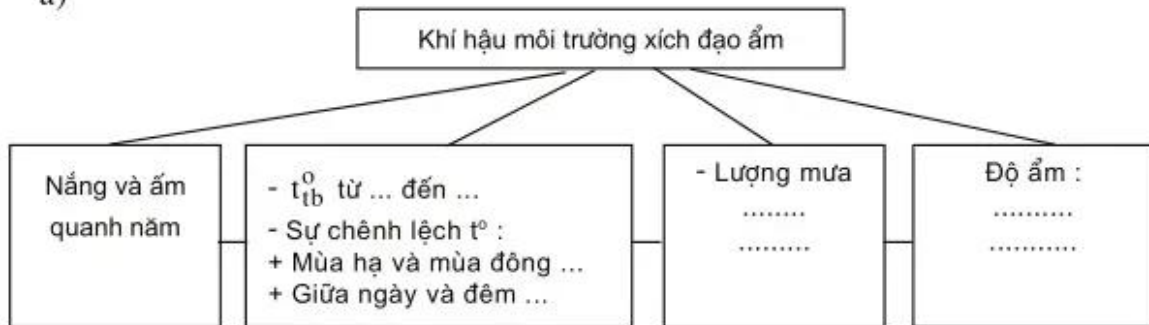 a)
Khí hậu môi trường xích đạo ẩm
Nắng và ấm
quanh năm
- t°tb từ ... đến ...
- Sự chênh lệch t° :
+ Mùa hạ và mùa đông ...
+ Giữa ngày và đêm ...
- Lượng mưa
........
.........
Độ ẩm :
..........
...........